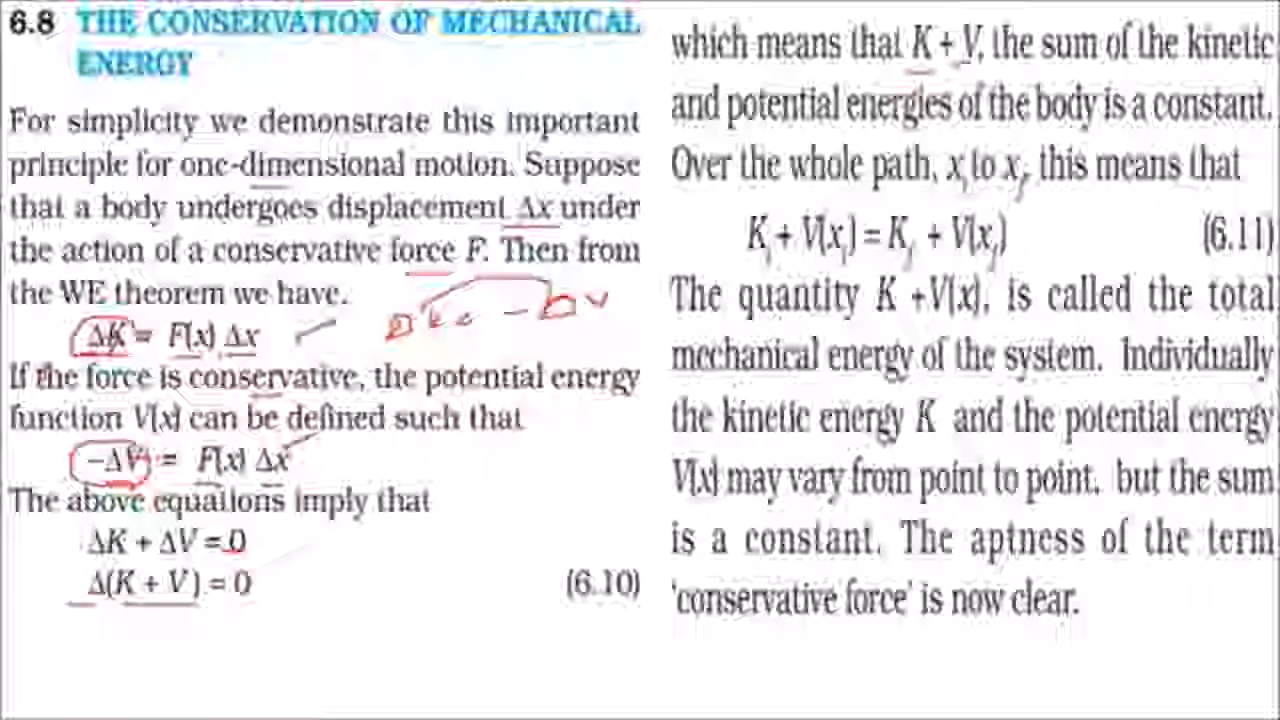 6.8 THE CONSERVATION OF MECHANICAL
ENERGY
For simplicity we demonstrate this important
principle for one-dimensional motion. Suppose
that a body undergoes displacement Δx under
the action of a conservative force F. Then from
the WE theorem we have,
ΔK = F(x) Δx
If the force is conservative, the potential energy
function V(x) can be defined such that
−ΔV = F(x) Δx
The above equations imply that
ΔK + ΔV = 0
Δ(K + V) = 0 (6.10)
which means that K + V, the sum of the kinetic
and potential energies of the body is a constant.
Over the whole path, xᵢ to x_f, this means that
Kᵢ + V(xᵢ) = K_f + V(x_f) (6.11)
The quantity K +V(x), is called the total
mechanical energy of the system. Individually
the kinetic energy K and the potential energy
V(x) may vary from point to point, but the sum
is a constant. The aptness of the term
'conservative force' is now clear.